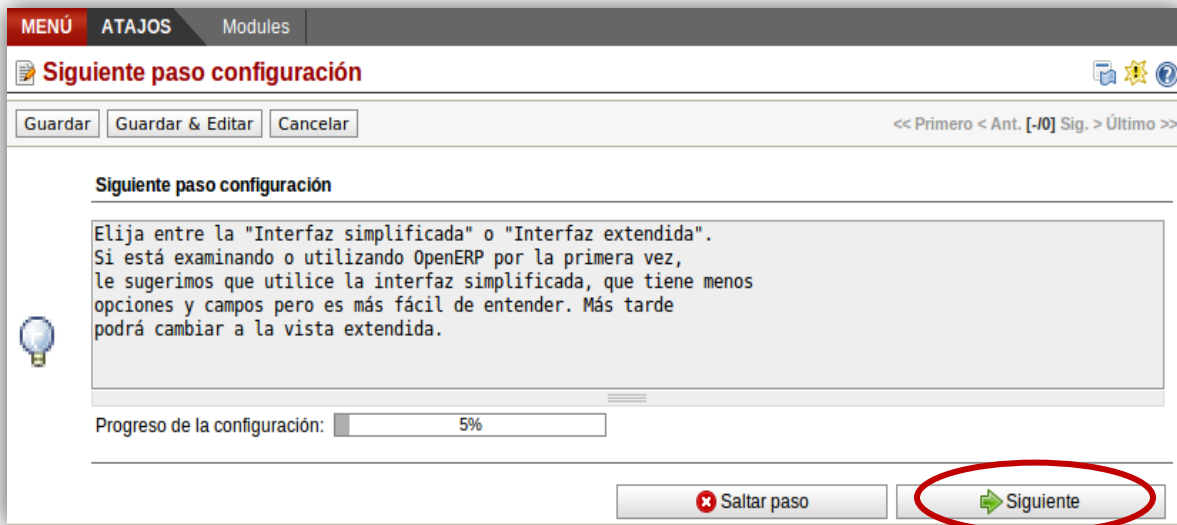 MENÚ ATAJOS Modules
Siguiente paso configuración
Guardar Guardar & Editar Cancelar << Primero < Ant. [-/0] Sig. > Último >>
Siguiente paso configuración
Elija entre la "Interfaz simplificada" o "Interfaz extendida".
Si está examinando o utilizando OpenERP por la primera vez,
le sugerimos que utilice la interfaz simplificada, que tiene menos
opciones y campos pero es más fácil de entender. Más tarde
podrá cambiar a la vista extendida.
Progreso de la configuración: 5%
Saltar paso Siguiente